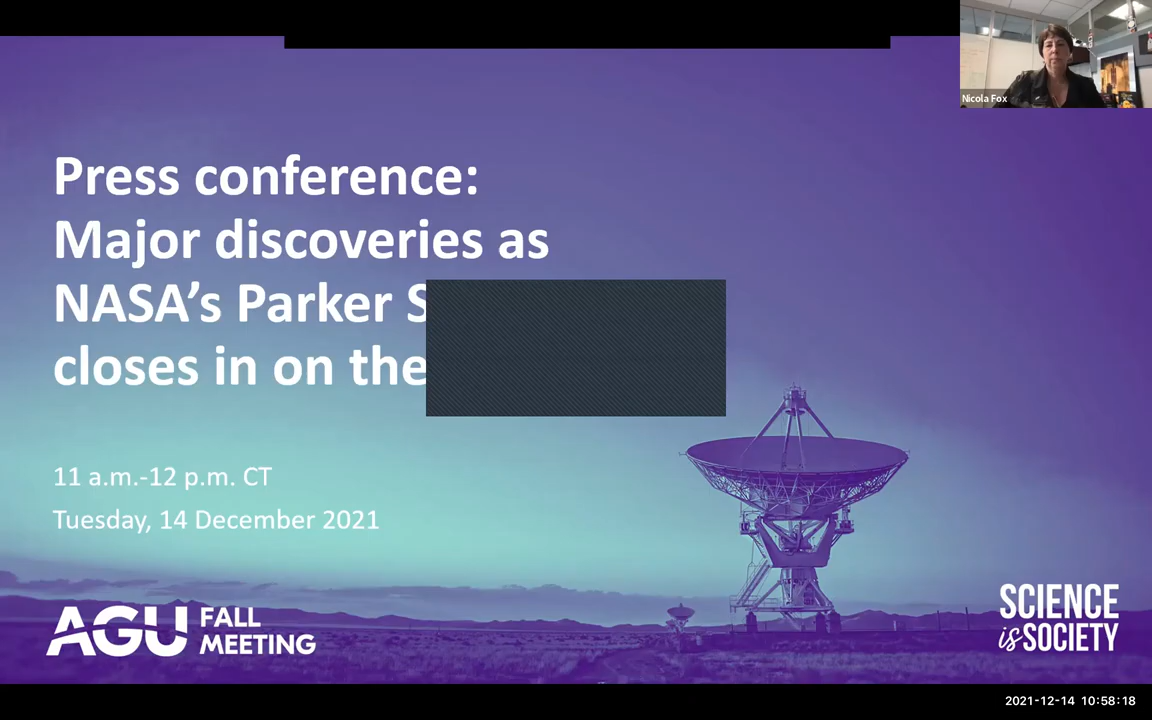 Nicola Fox
Press conference:
Major discoveries as
NASA’s Parker S
closes in on the
11 a.m.-12 p.m. CT
Tuesday, 14 December 2021
AGU FALL
MEETING
SCIENCE
is SOCIETY
2021-12-14 10:58:18